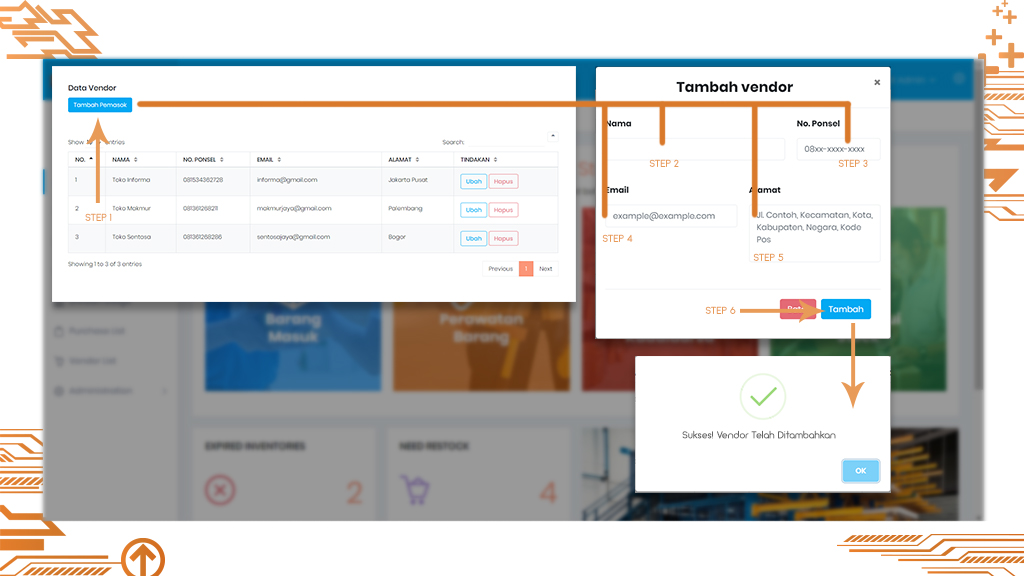 Data Vendor
Tambah Pemasok
Show entries
Search:
NO. NAMA NO. PONSEL EMAIL ALAMAT TINDAKAN
1 Toko Informa 081534362728 informa@gmail.com Jakarta Pusat Ubah Hapus
2 Toko Makmur 081361268211 makmurjaya@gmail.com Palembang Ubah Hapus
3 Toko Sentosa 081361268286 sentosajaya@gmail.com Bogor Ubah Hapus
Showing 1 to 3 of 3 entries
Previous 1 Next
STEP 1
Tambah vendor
×
Nama
No. Ponsel
08xx-xxxx-xxxx
STEP 2
STEP 3
Email
Alamat
example@example.com
Jl. Contoh, Kecamatan, Kota,
Kabupaten, Negara, Kode
Pos
STEP 4
STEP 5
STEP 6
Tambah
Sukses! Vendor Telah Ditambahkan
OK
Barang
Masuk
Perawatan
Barang
Purchase List
Vendor List
Administration
EXPIRED INVENTORIES
2
NEED RESTOCK
4